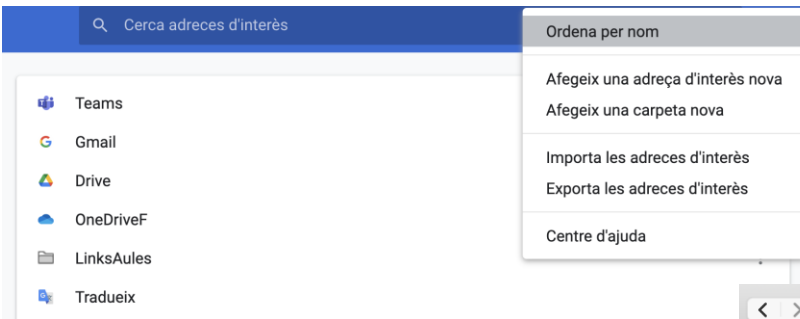 Cerca adreces d'interès
Ordena per nom
Afegeix una adreça d'interès nova
Afegeix una carpeta nova
Importa les adreces d'interès
Exporta les adreces d'interès
Centre d'ajuda
Teams
Gmail
Drive
OneDriveF
LinksAules
Tradueix